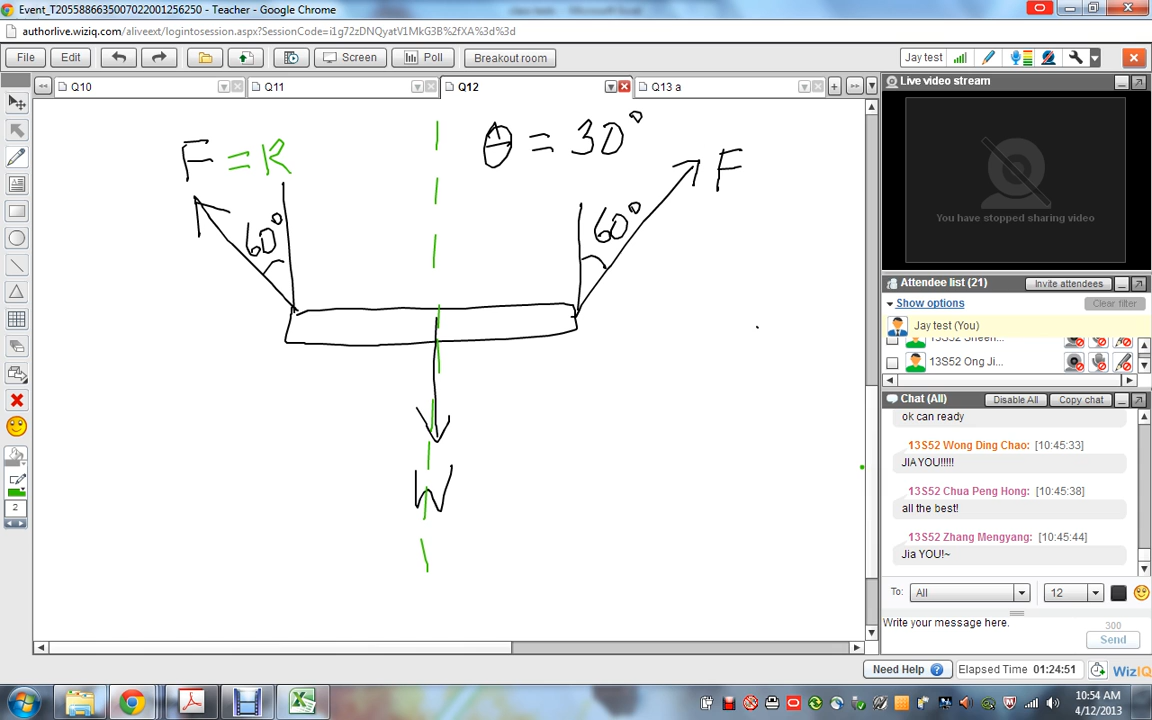 Event_T2055886635007022001256250 - Teacher - Google Chrome
authorlive.wiziq.com/aliveext/logintosession.aspx?SessionCode=i1g72zDNQyatV1MkG3B%2fXA%3d%3d
File
Edit
Screen
Poll
Breakout room
Jay test
Q10
Q11
Q12
Q13 a
Live video stream
You have stopped sharing video
F = R
θ = 30°
F
60°
60°
W
Attendee list (21)
Invite attendees
Show options
Clear filter
Jay test (You)
13S52 Ong Ji...
Chat (All)
Disable All
Copy chat
ok can ready
13S52 Wong Ding Chao: [10:45:33]
JIA YOU!!!!!
13S52 Chua Peng Hong: [10:45:38]
all the best!
13S52 Zhang Mengyang: [10:45:44]
Jia YOU!~
2
To:
All
12
Write your message here.
300
Send
Need Help
Elapsed Time
01:24:51
WizIQ
10:54 AM
4/12/2013